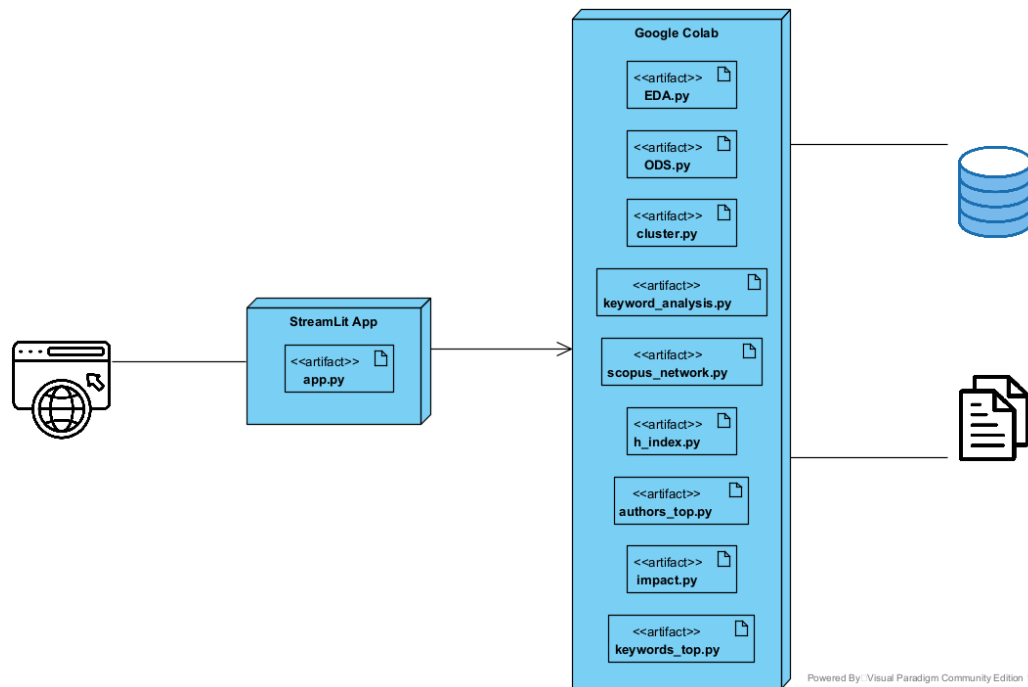 Google Colab
<<artifact>>
EDA.py
<<artifact>>
ODS.py
<<artifact>>
cluster.py
<<artifact>>
keyword_analysis.py
StreamLit App
<<artifact>>
app.py
<<artifact>>
scopus_network.py
<<artifact>>
h_index.py
<<artifact>>
authors_top.py
<<artifact>>
impact.py
<<artifact>>
keywords_top.py
Powered By: Visual Paradigm Community Edition